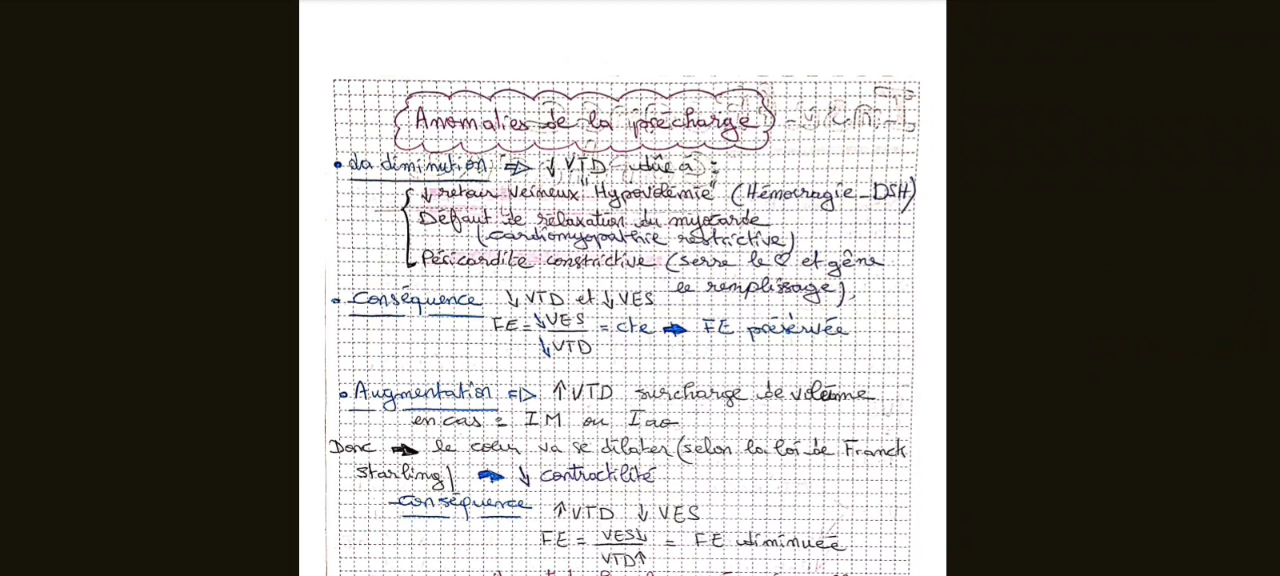 Anomalies de la précharge
• La diminution ⇒ ↓ VTD dûe à :
↓ retour veineux "Hypovolémie" (Hémorragie - DSH)
Défaut de relaxation du myocarde
(cardiomyopathie restrictive)
Péricardite constrictive (serre le ♡ et gêne
le remplissage),
• Conséquence ↓ VTD et ↓ VES
FE = ↓VES / ↓VTD = cte → FE préservée
• Augmentation ⇒ ↑ VTD surcharge de volume
en cas = IM ou Iao
Donc → le cœur va se dilater (selon la loi de Franck
starling) → ↓ contractilité
- Conséquence ↑ VTD ↓ VES
FE = VES↓ / VTD↑ = FE diminuée